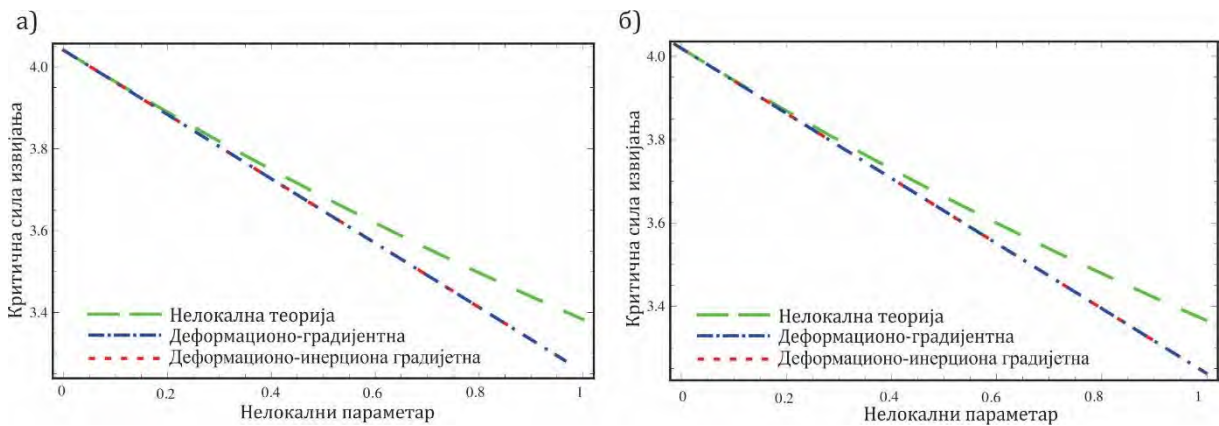 а)
Критична сила извијања
4.0
3.8
3.6
3.4
Нелокална теорија
Деформационо-градијентна
Деформационо-инерциона градијетна
0
0.2
0.4
0.6
0.8
1
Нелокални параметар
б)
Критична сила извијања
4.0
3.8
3.6
3.4
Нелокална теорија
Деформационо-градијентна
Деформационо-инерциона градијетна
0
0.2
0.4
0.6
0.8
1
Нелокални параметар